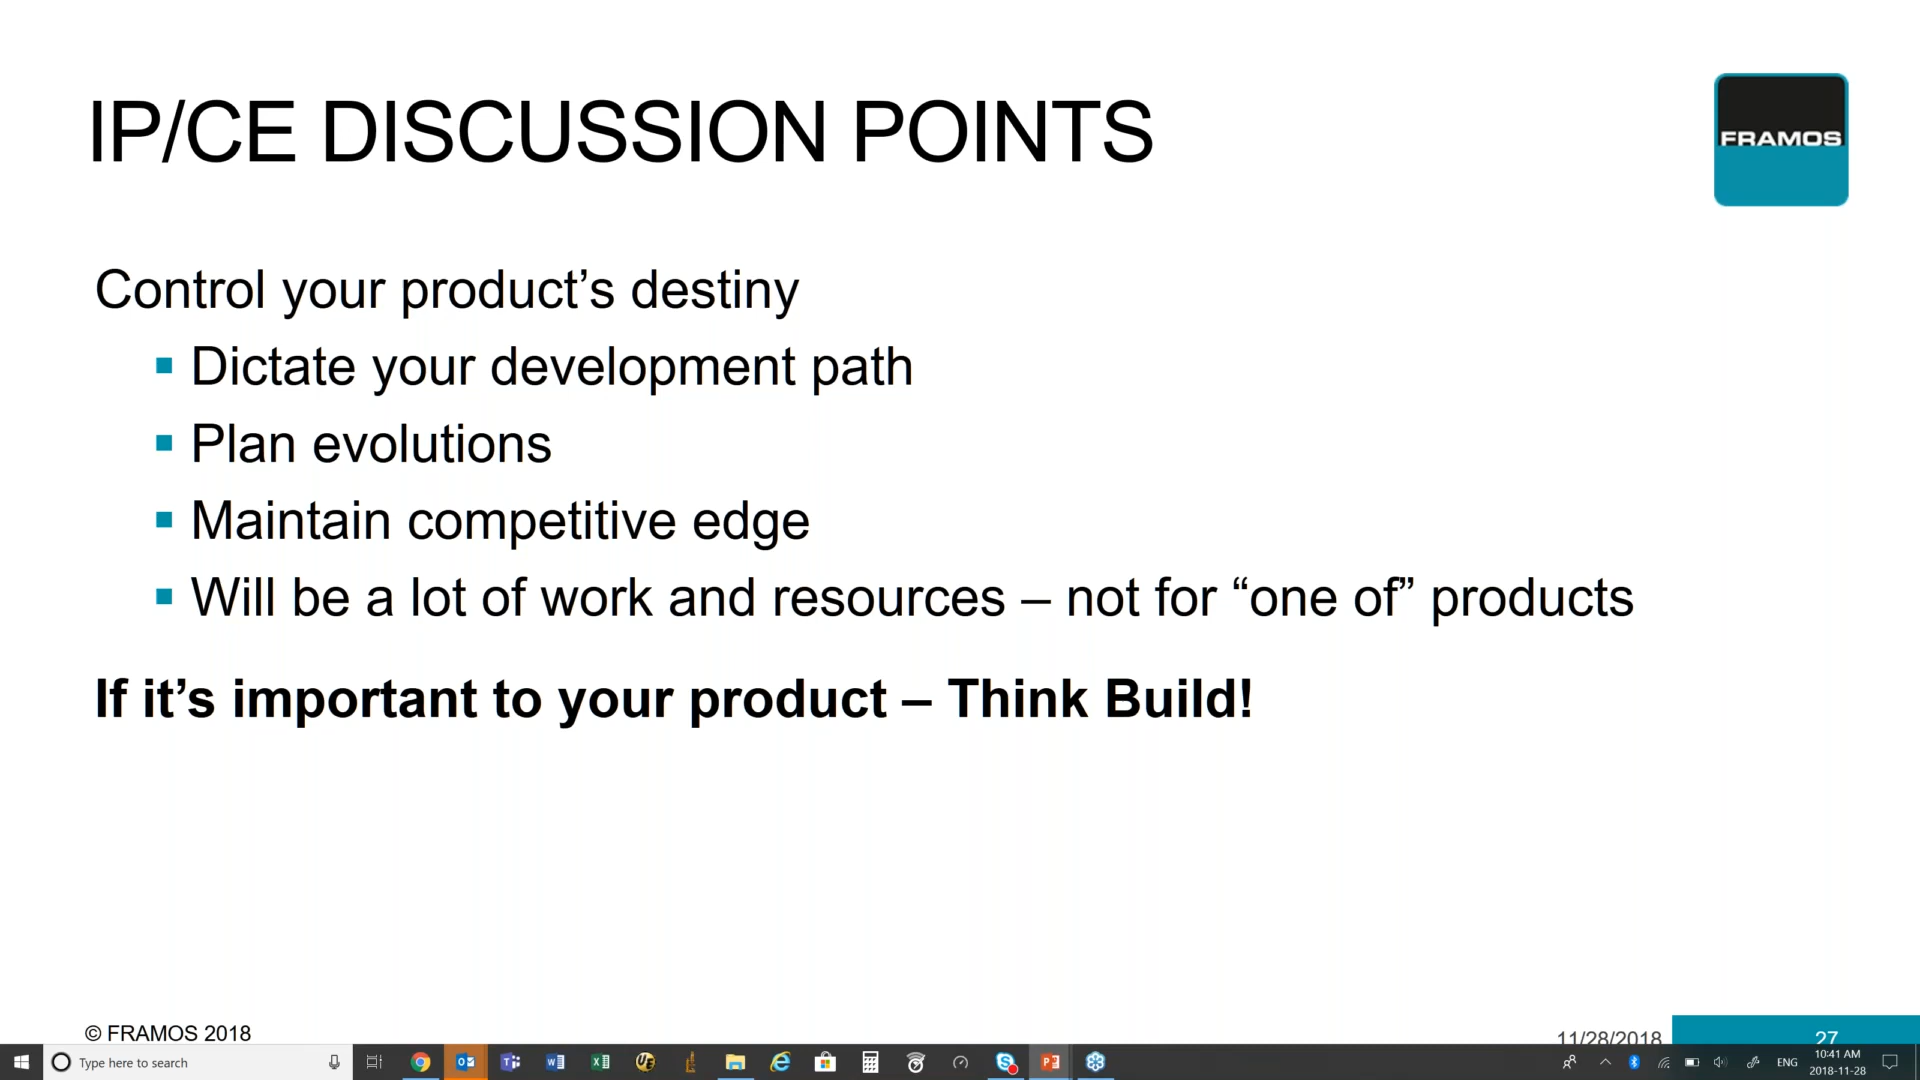 IP/CE DISCUSSION POINTS
FRAMOS
Control your product’s destiny
Dictate your development path
Plan evolutions
Maintain competitive edge
Will be a lot of work and resources – not for “one of” products
If it’s important to your product – Think Build!
© FRAMOS 2018
11/28/2018
27
Type here to search
ENG
10:41 AM
2018-11-28